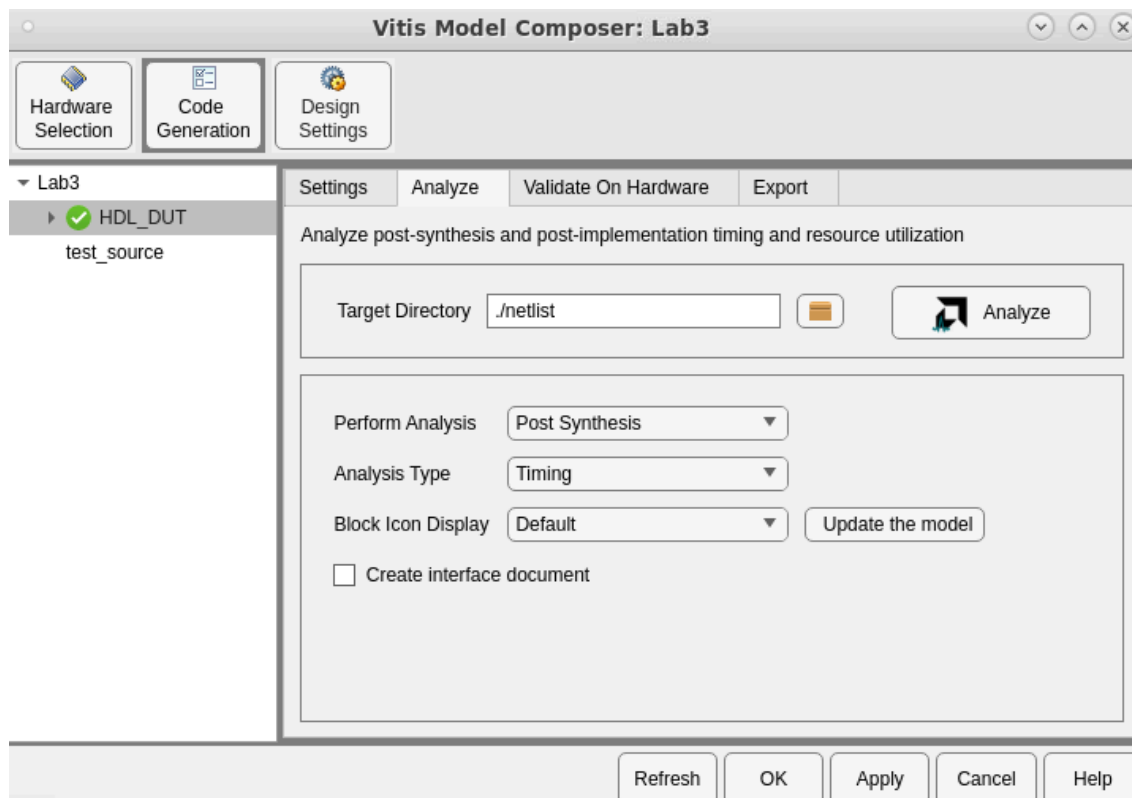 Vitis Model Composer: Lab3
Hardware
Selection
Code
Generation
Design
Settings
Lab3
HDL_DUT
test_source
Settings
Analyze
Validate On Hardware
Export
Analyze post-synthesis and post-implementation timing and resource utilization
Target Directory
./netlist
Analyze
Perform Analysis
Post Synthesis
Analysis Type
Timing
Block Icon Display
Default
Update the model
Create interface document
Refresh
OK
Apply
Cancel
Help